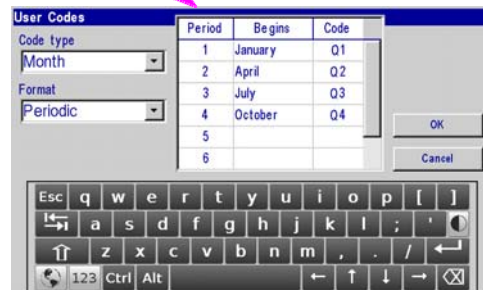 User Codes
Code type
Month
Format
Periodic
Period Begins Code
1 January Q1
2 April Q2
3 July Q3
4 October Q4
5
6
OK
Cancel
Esc q w e r t y u i o p [ ]
a s d f g h j k l ; '
z x c v b n m , . /
123 Ctrl Alt ← ↑ ↓ →